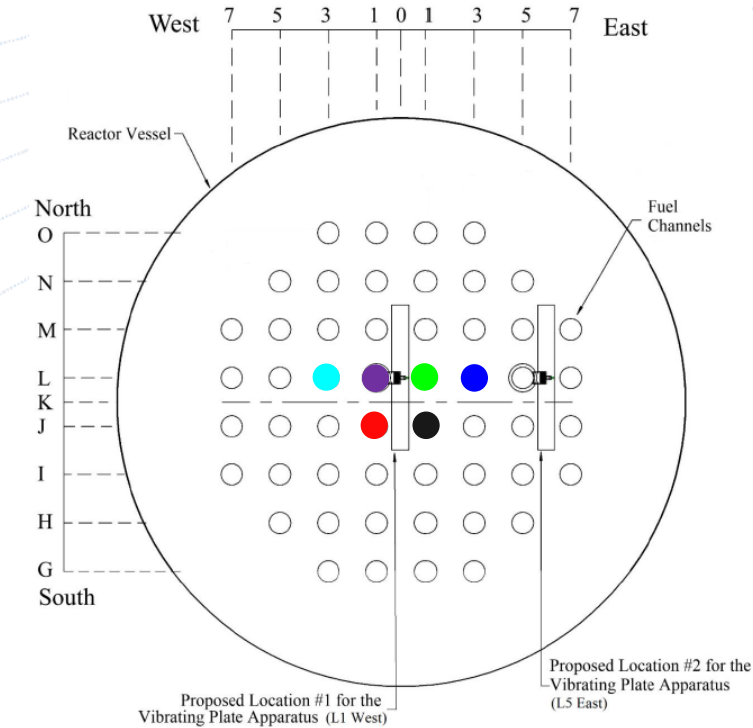 7 5 3 1 0 1 3 5 7
West East
Reactor Vessel
North
Fuel
Channels
O
N
M
L
K
J
I
H
G
South
Proposed Location #1 for the
Vibrating Plate Apparatus (L1 West)
Proposed Location #2 for the
Vibrating Plate Apparatus
(L5 East)